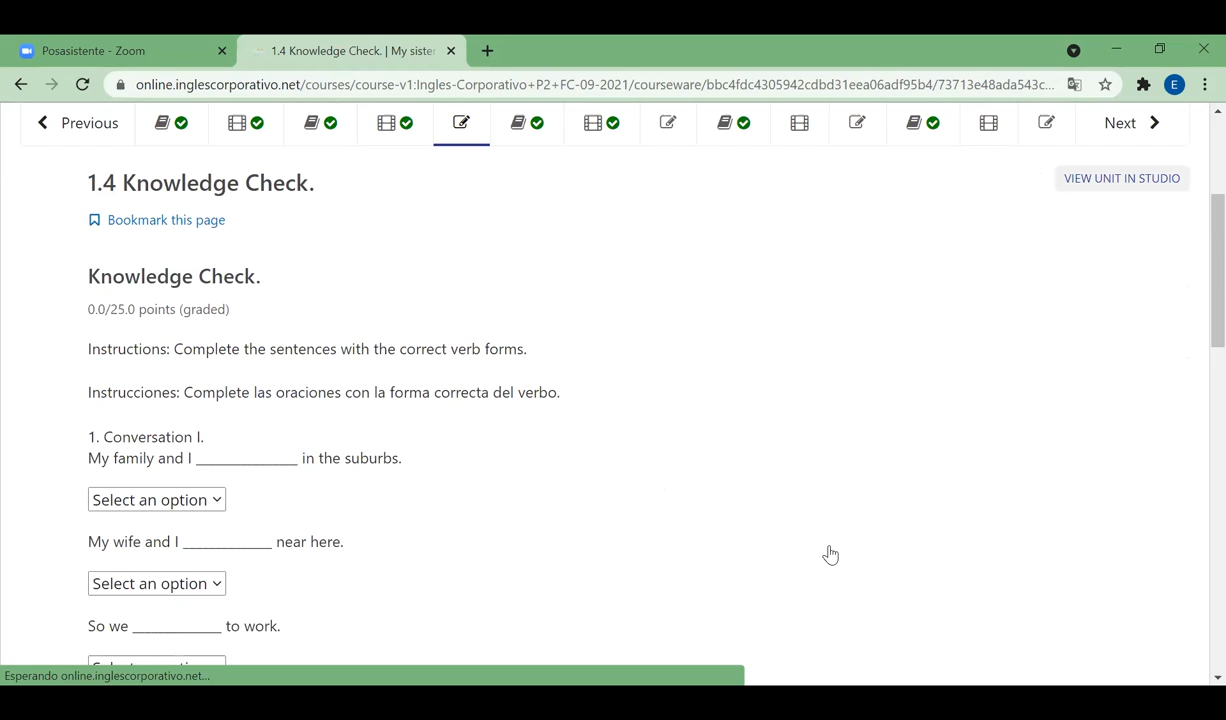 Posasistente - Zoom
1.4 Knowledge Check. | My siste
online.inglescorporativo.net/courses/course-v1:Ingles-Corporativo+P2+FC-09-2021/courseware/bbc4fdc4305942cdbd31eea06adf95b4/73713e48ada543c...
E
Previous
Next
1.4 Knowledge Check.
VIEW UNIT IN STUDIO
Bookmark this page
Knowledge Check.
0.0/25.0 points (graded)
Instructions: Complete the sentences with the correct verb forms.
Instrucciones: Complete las oraciones con la forma correcta del verbo.
1. Conversation I.
My family and I ______________ in the suburbs.
Select an option
My wife and I ____________ near here.
Select an option
So we ____________ to work.
Esperando online.inglescorporativo.net...